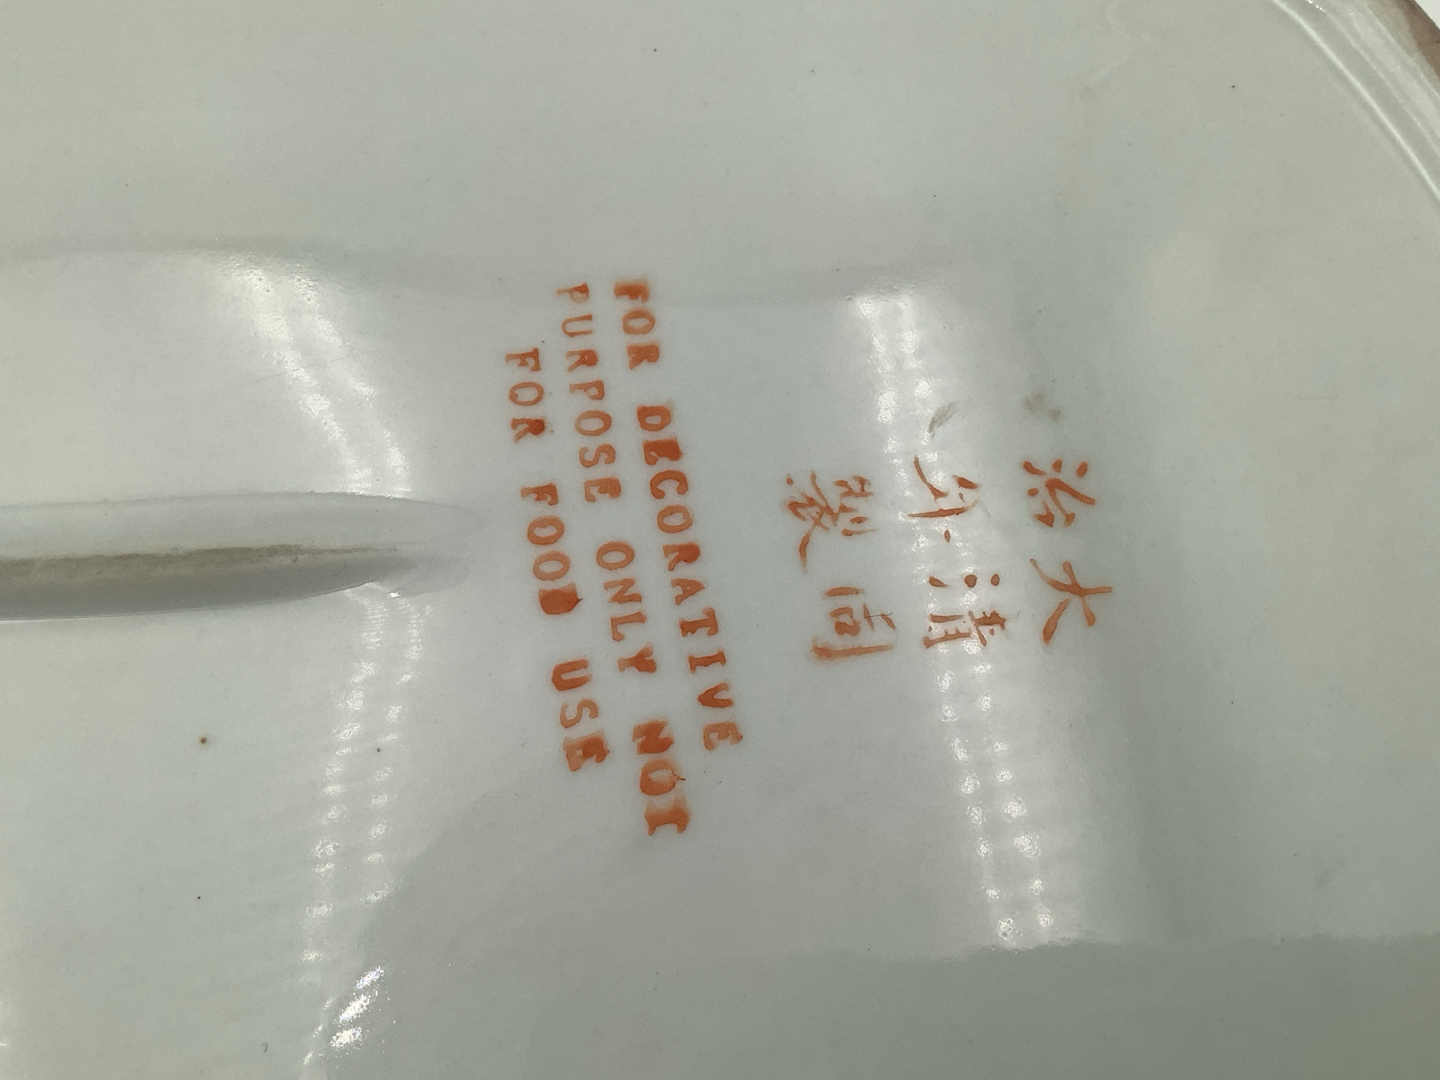 大清同
治年製
FOR DECORATIVE
PURPOSE ONLY NOT
FOR FOOD USE